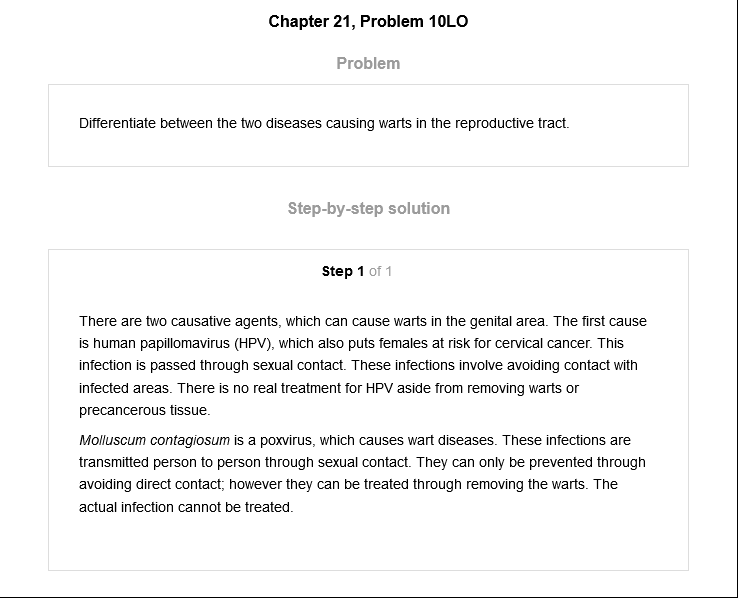 Chapter 21, Problem 10LO
Problem
Differentiate between the two diseases causing warts in the reproductive tract.
Step-by-step solution
Step 1 of 1
There are two causative agents, which can cause warts in the genital area. The first cause
is human papillomavirus (HPV), which also puts females at risk for cervical cancer. This
infection is passed through sexual contact. These infections involve avoiding contact with
infected areas. There is no real treatment for HPV aside from removing warts or
precancerous tissue.
Molluscum contagiosum is a poxvirus, which causes wart diseases. These infections are
transmitted person to person through sexual contact. They can only be prevented through
avoiding direct contact; however they can be treated through removing the warts. The
actual infection cannot be treated.